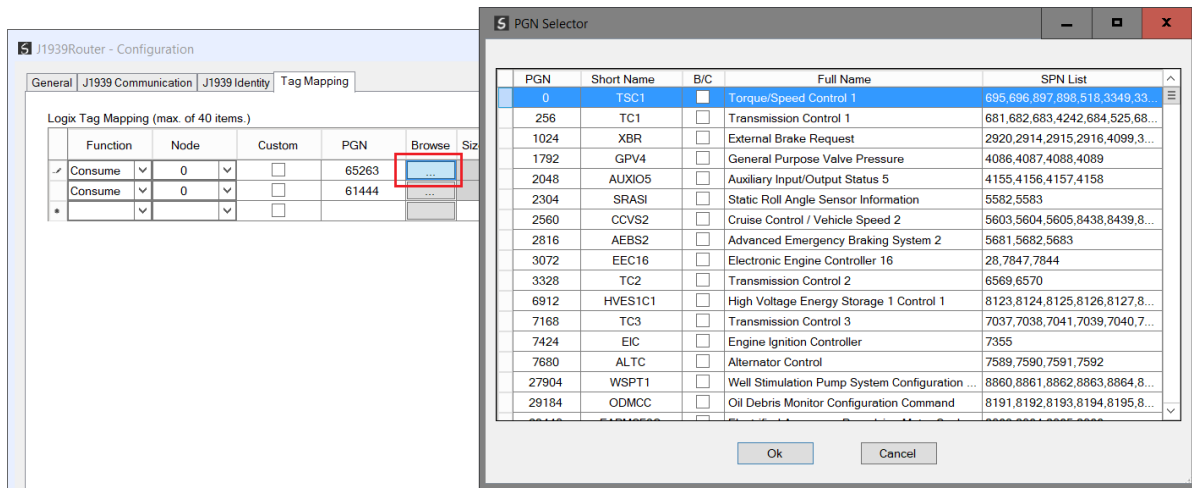 J1939Router - Configuration
General J1939 Communication J1939 Identity Tag Mapping
Logix Tag Mapping (max. of 40 items.)
Function Node Custom PGN Browse
Consume 0 65263 ...
Consume 0 61444 ...
*
S PGN Selector
PGN Short Name B/C Full Name SPN List
0 TSC1 Torque/Speed Control 1 695,696,897,898,518,3349,33...
256 TC1 Transmission Control 1 681,682,683,4242,684,525,68...
1024 XBR External Brake Request 2920,2914,2915,2916,4099,3...
1792 GPV4 General Purpose Valve Pressure 4086,4087,4088,4089
2048 AUXIO5 Auxiliary Input/Output Status 5 4155,4156,4157,4158
2304 SRASI Static Roll Angle Sensor Information 5582,5583
2560 CCVS2 Cruise Control / Vehicle Speed 2 5603,5604,5605,8438,8439,8...
2816 AEBS2 Advanced Emergency Braking System 2 5681,5682,5683
3072 EEC16 Electronic Engine Controller 16 28,7847,7844
3328 TC2 Transmission Control 2 6569,6570
6912 HVES1C1 High Voltage Energy Storage 1 Control 1 8123,8124,8125,8126,8127,8...
7168 TC3 Transmission Control 3 7037,7038,7041,7039,7040,7...
7424 EIC Engine Ignition Controller 7355
7680 ALTC Alternator Control 7589,7590,7591,7592
27904 WSPT1 Well Stimulation Pump System Configuration ... 8860,8861,8862,8863,8864,8...
29184 ODMCC Oil Debris Monitor Configuration Command 8191,8192,8193,8194,8195,8...
Ok Cancel